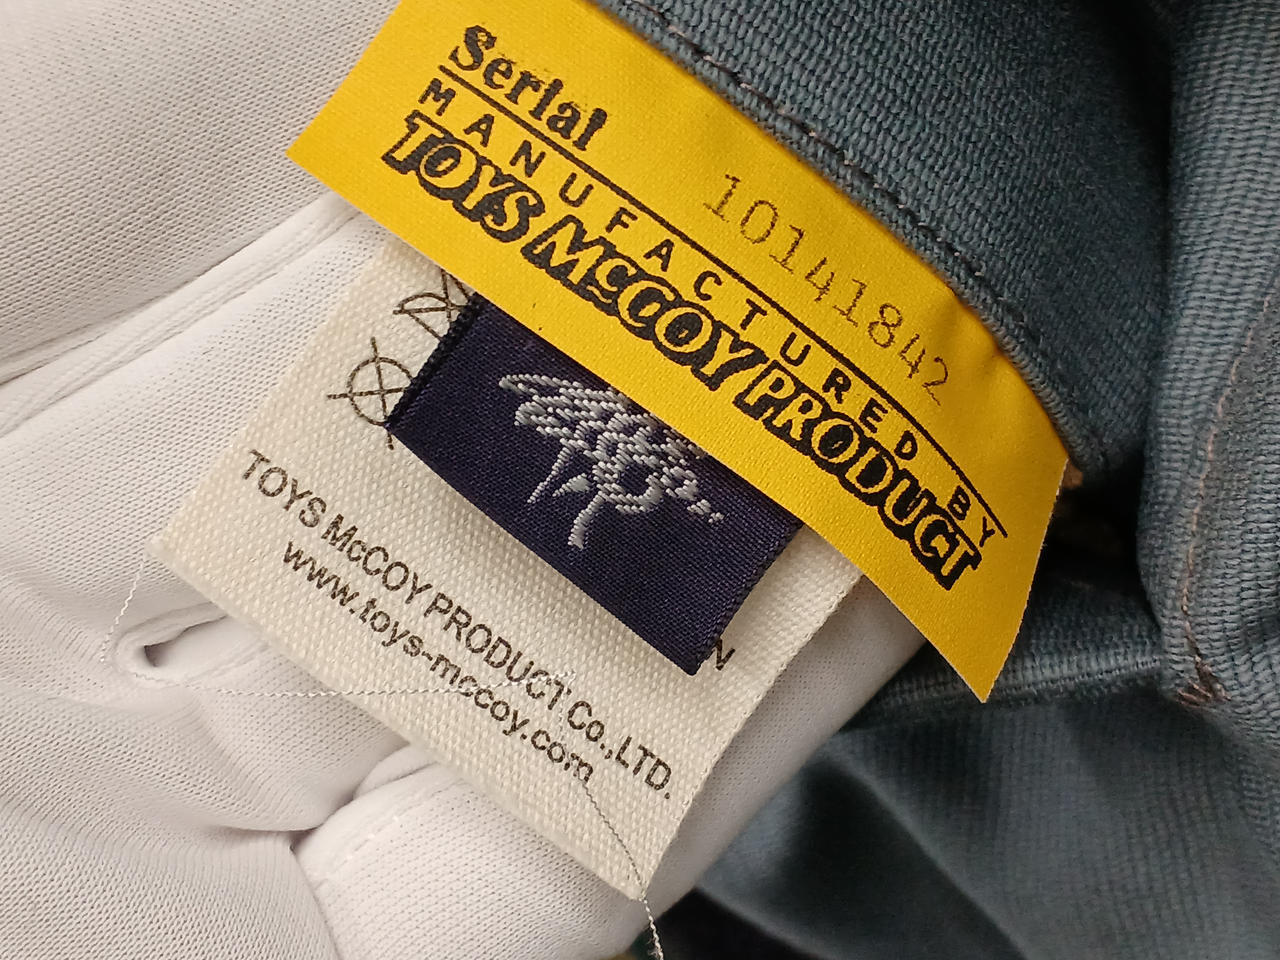 Serial 10141842
MANUFACTURED BY
TOYS McCOY PRODUCT
N
TOYS McCOY PRODUCT Co.,LTD.
www.toys-mccoy.com